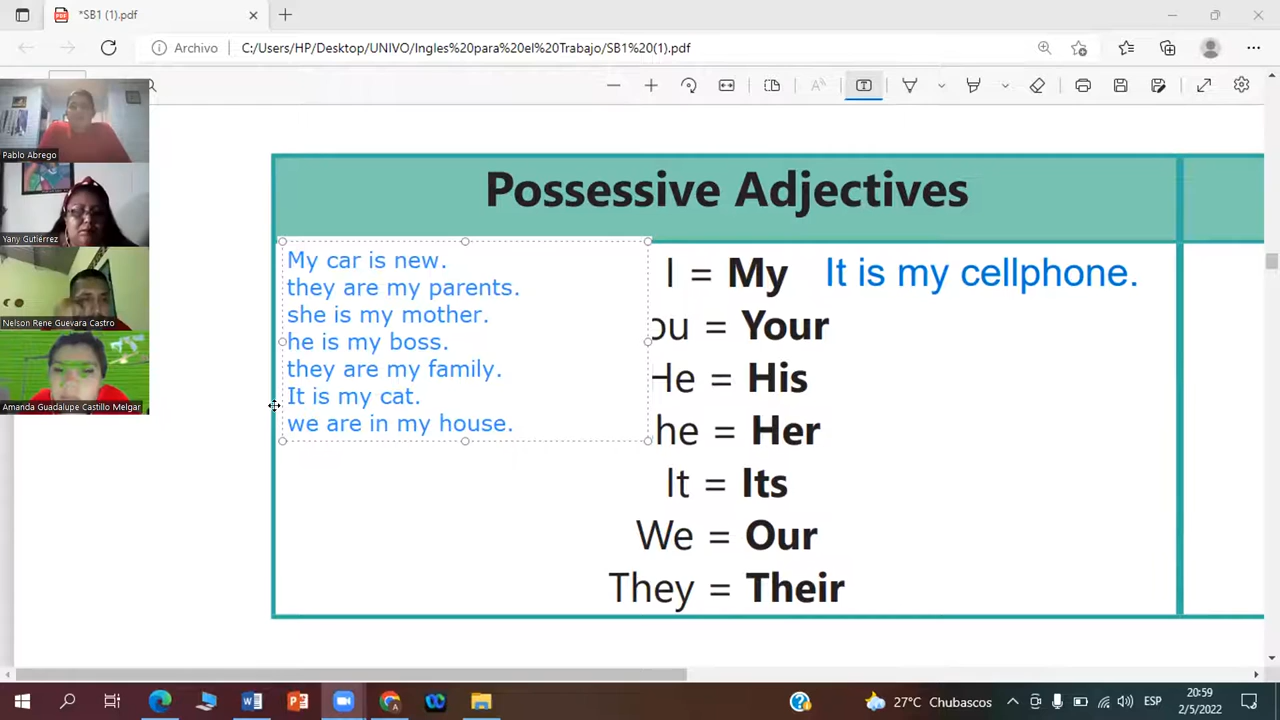 *SB1 (1).pdf
Archivo
C:/Users/HP/Desktop/UNIVO/Ingles%20para%20el%20Trabajo/SB1%20(1).pdf
Pablo Abrego
Yany Gutiérrez
Nelson Rene Guevara Castro
Amanda Guadalupe Castillo Melgar
Possessive Adjectives
My car is new.
they are my parents.
she is my mother.
he is my boss.
they are my family.
It is my cat.
we are in my house.
I = My It is my cellphone.
ou = Your
He = His
he = Her
It = Its
We = Our
They = Their
27°C Chubascos
ESP
20:59
2/5/2022